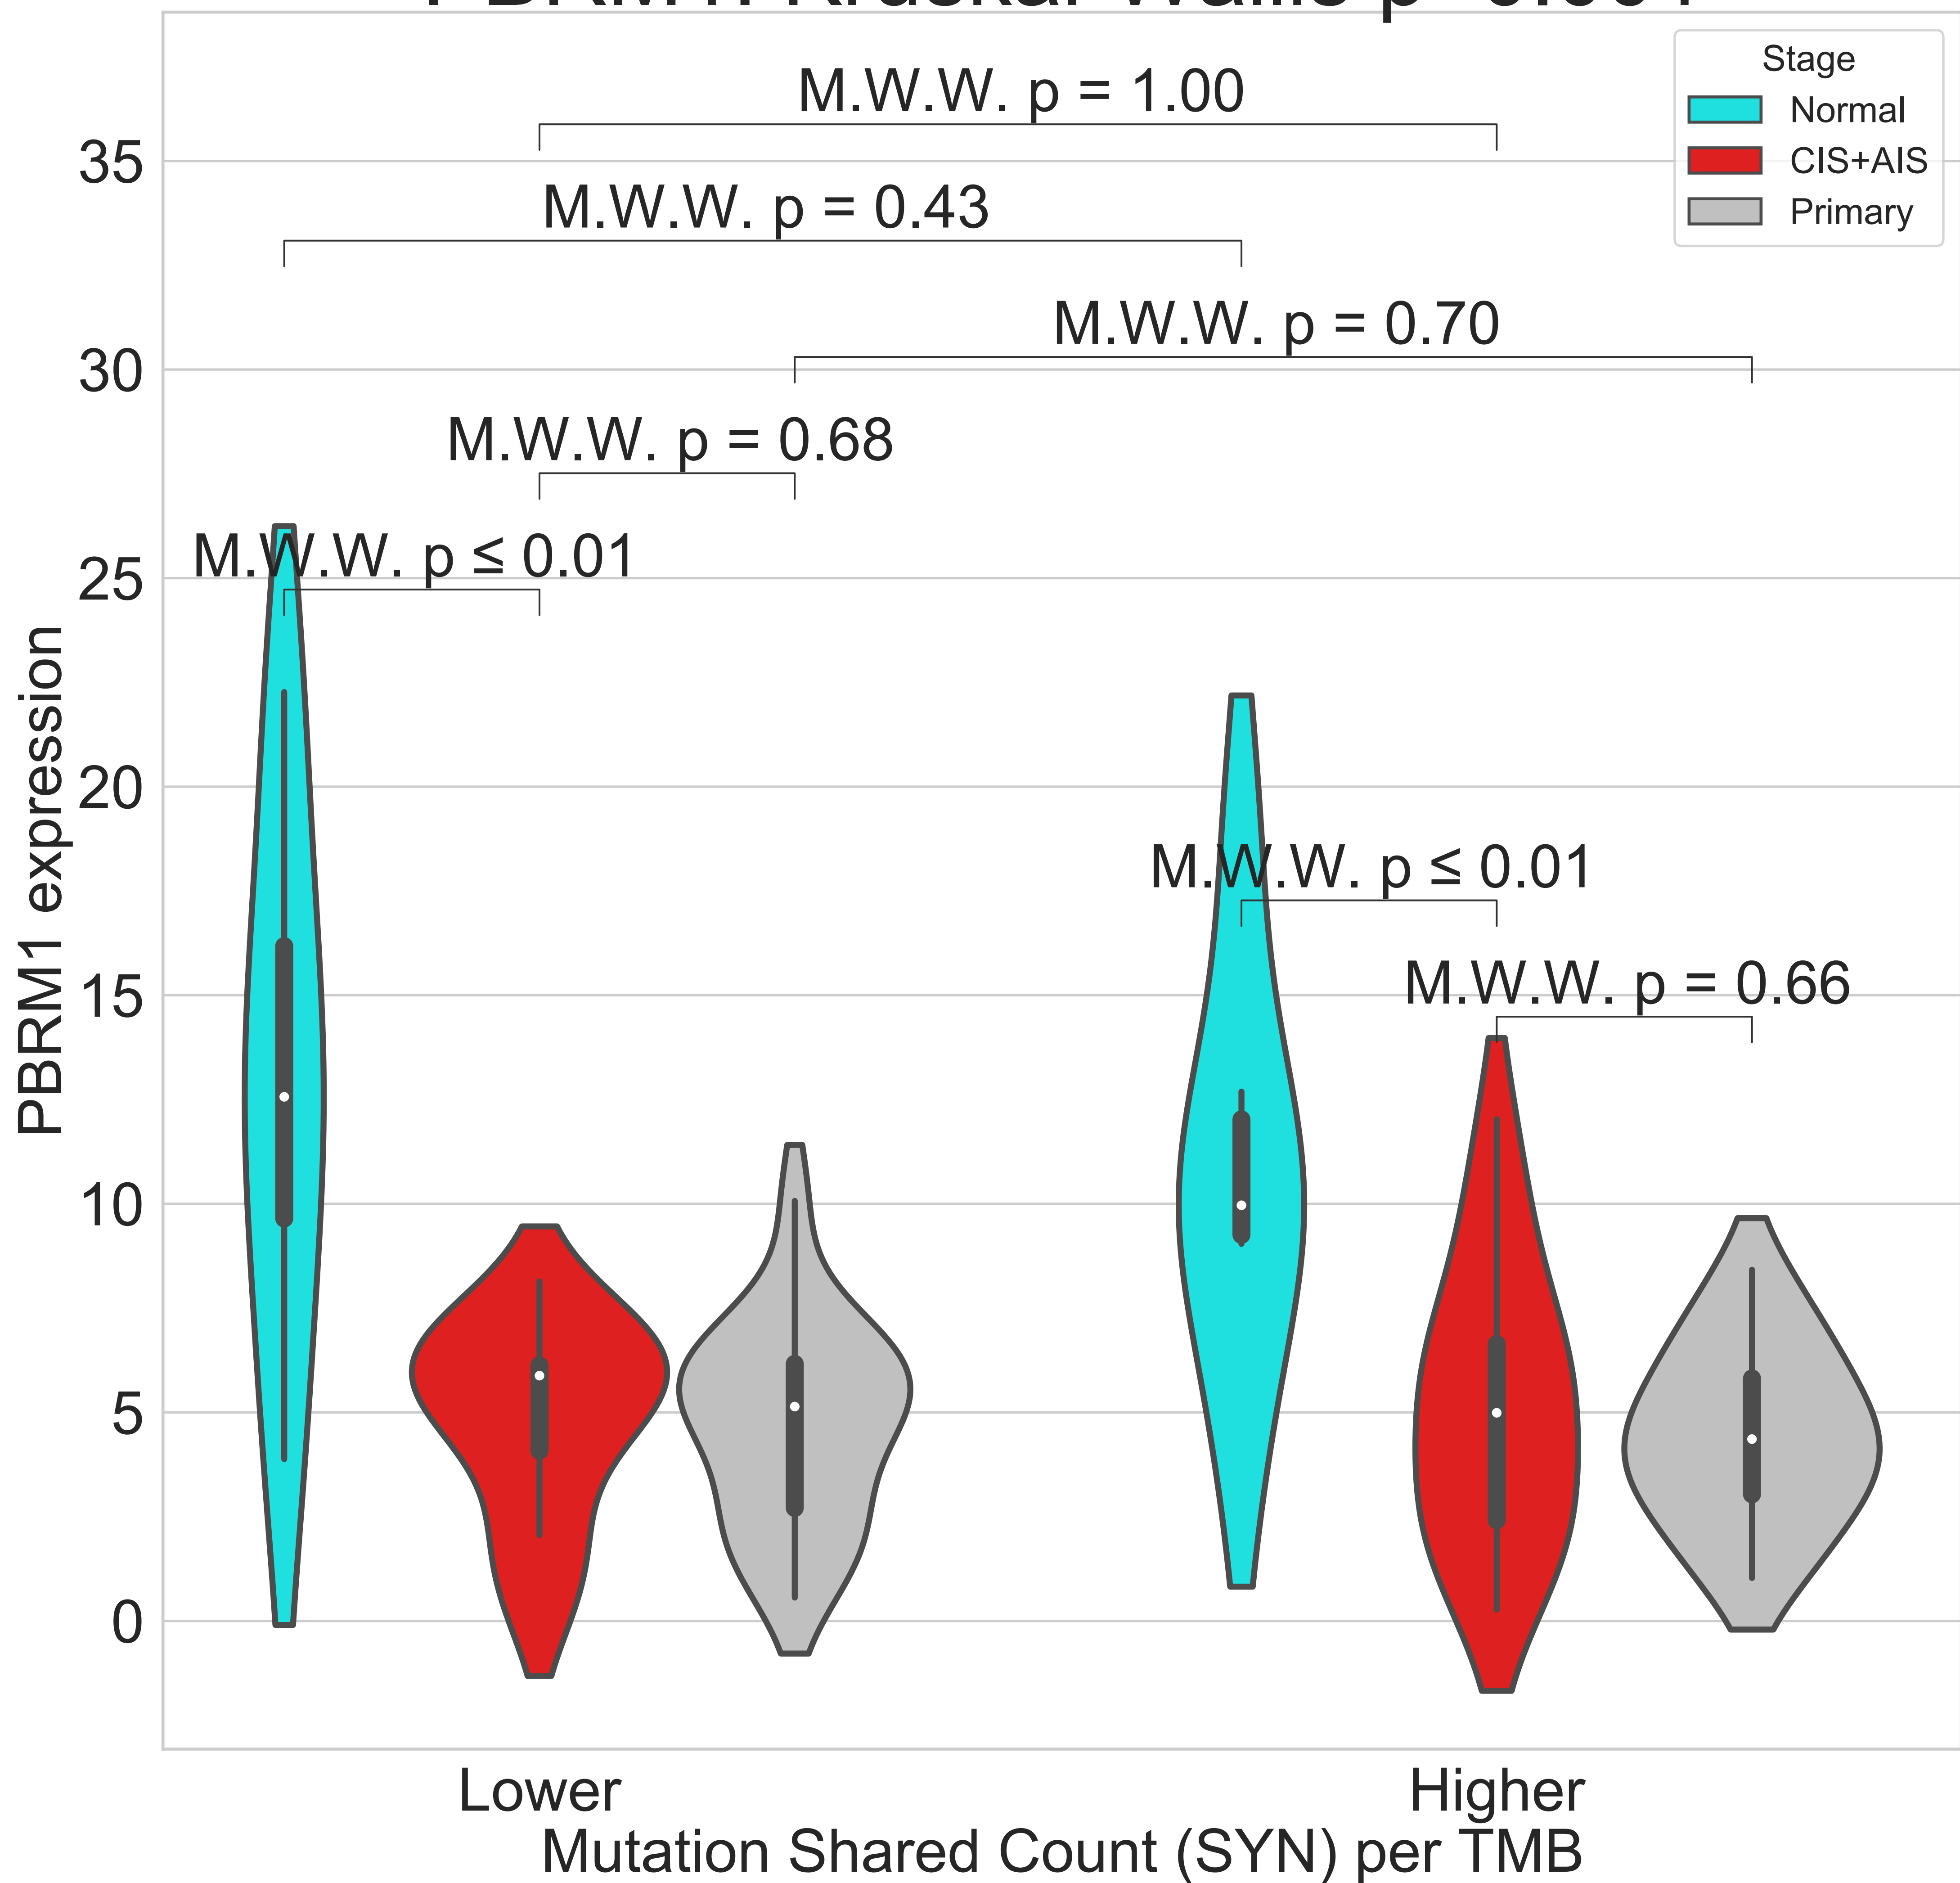 M.W.W. p = 1.00
M.W.W. p = 0.43
M.W.W. p = 0.70
M.W.W. p = 0.68
M.W.W. p ≤ 0.01
M.W.W. p ≤ 0.01
M.W.W. p = 0.66
Stage
Normal
CIS+AIS
Primary
PBRM1 expression
35
30
25
20
15
10
5
0
Lower
Higher
Mutation Shared Count (SYN) per TMB